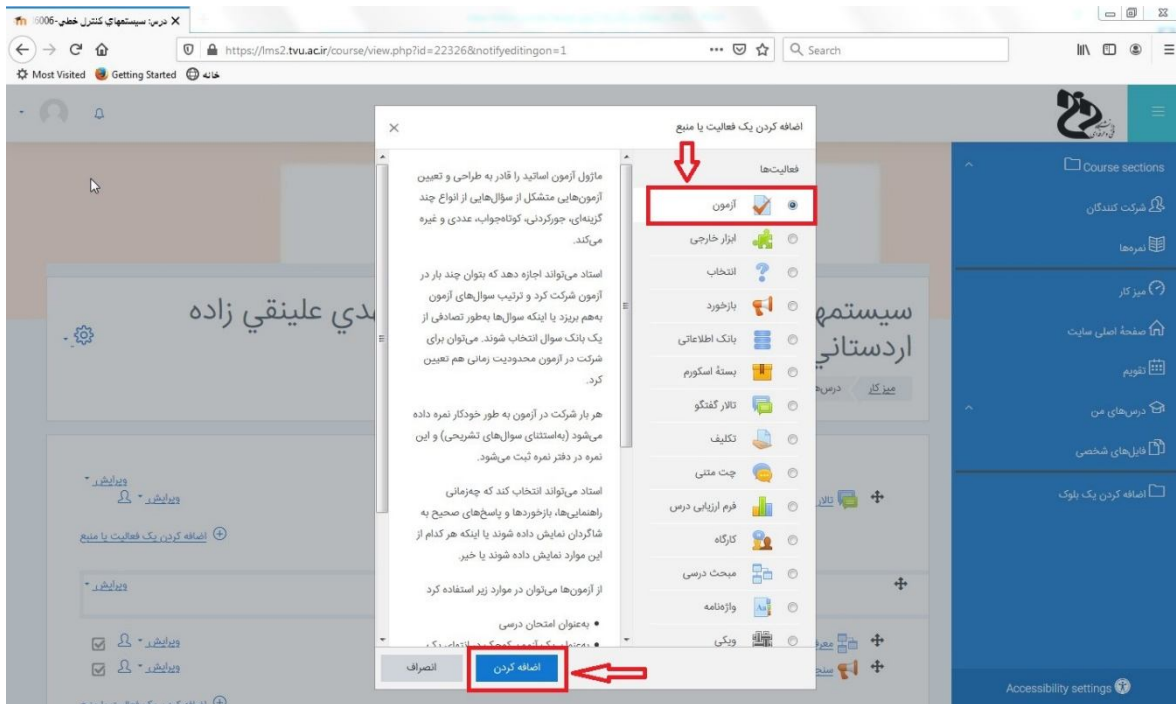 درس: سیستمهاي کنترل خطي-6006
https://lms2.tvu.ac.ir/course/view.php?id=22326&notifyeditingon=1
Search
Most Visited
Getting Started
خانه
اضافه کردن یک فعالیت یا منبع
فعالیت‌ها
آزمون
ابزار خارجی
انتخاب
بازخورد
بانک اطلاعاتی
بستهٔ اسکورم
تالار گفتگو
تکلیف
چت متنی
فرم ارزیابی درس
کارگاه
مبحث درسی
واژه‌نامه
ویکی
ماژول آزمون اساتید را قادر به طراحی و تعیین
آزمون‌هایی متشکل از سؤال‌هایی از انواع چند
گزینه‌ای، جورکردنی، کوتاه‌جواب، عددی و غیره
می‌کند.
استاد می‌تواند اجازه دهد که بتوان چند بار در
آزمون شرکت کرد و ترتیب سوال‌های آزمون
به‌هم بریزد یا اینکه سوال‌ها به‌طور تصادفی از
یک بانک سوال انتخاب شوند. می‌توان برای
شرکت در آزمون محدودیت زمانی هم تعیین
کرد.
هر بار شرکت در آزمون به طور خودکار نمره داده
می‌شود (به‌استثنای سوال‌های تشریحی) و این
نمره در دفتر نمره ثبت می‌شود.
استاد می‌تواند انتخاب کند که چه‌زمانی
راهنمایی‌ها، بازخوردها و پاسخ‌های صحیح به
شاگردان نمایش داده شوند یا اینکه هر کدام از
این موارد نمایش داده شوند یا خیر.
از آزمون‌ها می‌توان در موارد زیر استفاده کرد
• به‌عنوان امتحان درسی
اضافه کردن
انصراف
Course sections
شرکت کنندگان
نمره‌ها
میز کار
صفحهٔ اصلی سایت
تقویم
درس‌های من
فایل‌های شخصی
اضافه کردن یک بلوک
Accessibility settings
دي علینقي زاده
اردستاني
میز کار
ویرایش
ویرایش
اضافه کردن یک فعالیت یا منبع
ویرایش
ویرایش
ویرایش